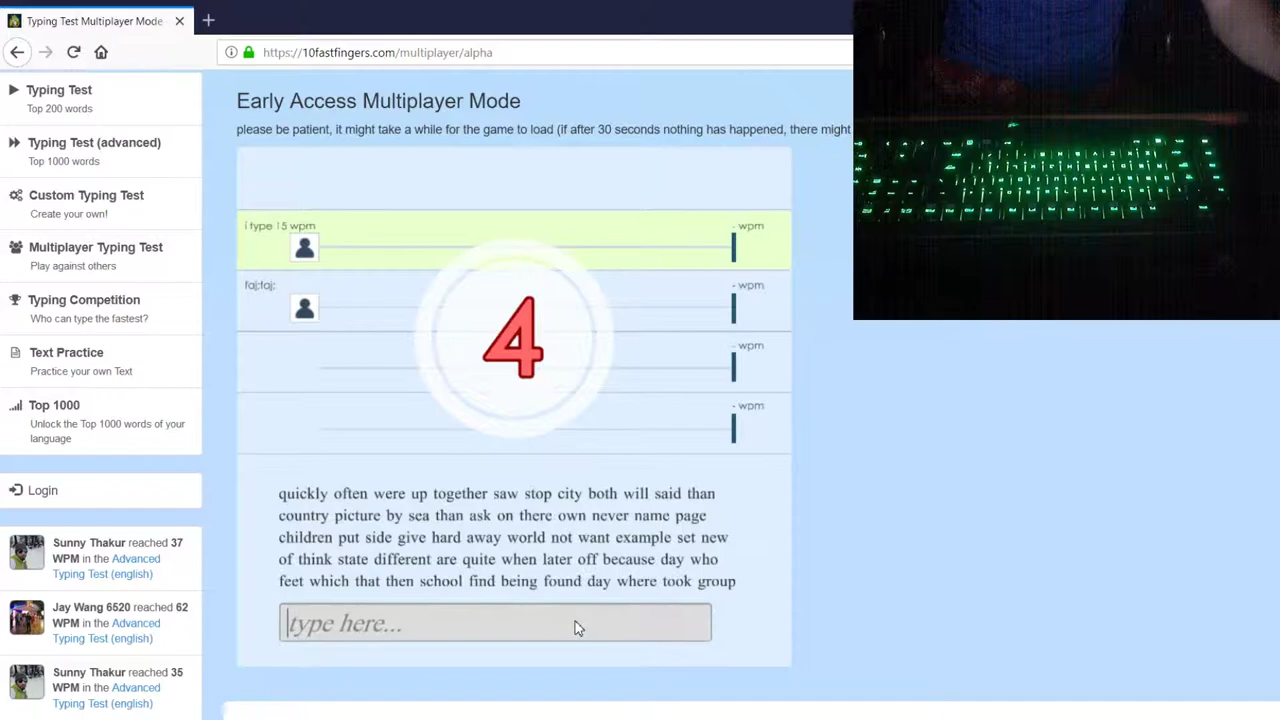 Typing Test Multiplayer Mode
https://10fastfingers.com/multiplayer/alpha
Typing Test
Top 200 words
Typing Test (advanced)
Top 1000 words
Custom Typing Test
Create your own!
Multiplayer Typing Test
Play against others
Typing Competition
Who can type the fastest?
Text Practice
Practice your own Text
Top 1000
Unlock the Top 1000 words of your
language
Login
Sunny Thakur reached 37
WPM in the Advanced
Typing Test (english)
Jay Wang 6520 reached 62
WPM in the Advanced
Typing Test (english)
Sunny Thakur reached 35
WPM in the Advanced
Typing Test (english)
Early Access Multiplayer Mode
please be patient, it might take a while for the game to load (if after 30 seconds nothing has happened, there might
i type 15 wpm
- wpm
faj;faj;
- wpm
4
- wpm
- wpm
quickly often were up together saw stop city both will said than
country picture by sea than ask on there own never name page
children put side give hard away world not want example set new
of think state different are quite when later off because day who
feet which that then school find being found day where took group
type here...